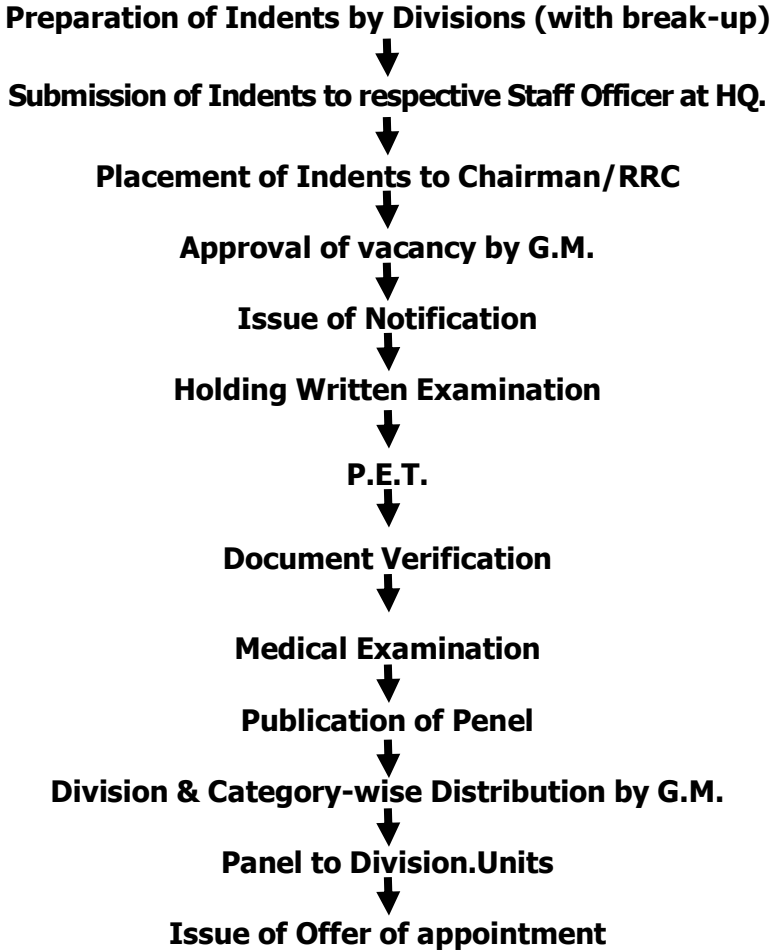 Preparation of Indents by Divisions (with break-up)
Submission of Indents to respective Staff Officer at HQ.
Placement of Indents to Chairman/RRC
Approval of vacancy by G.M.
Issue of Notification
Holding Written Examination
P.E.T.
Document Verification
Medical Examination
Publication of Penel
Division & Category-wise Distribution by G.M.
Panel to Division.Units
Issue of Offer of appointment